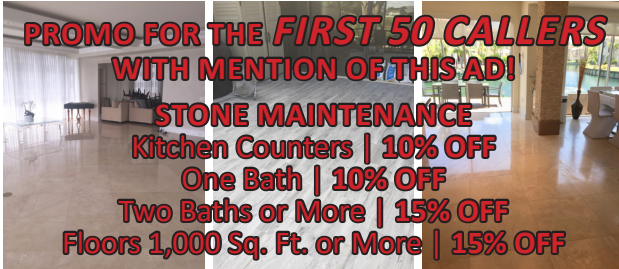 PROMO FOR THE FIRST 50 CALLERS
WITH MENTION OF THIS AD!
STONE MAINTENANCE
Kitchen Counters | 10% OFF
One Bath | 10% OFF
Two Baths or More | 15% OFF
Floors 1,000 Sq. Ft. or More | 15% OFF